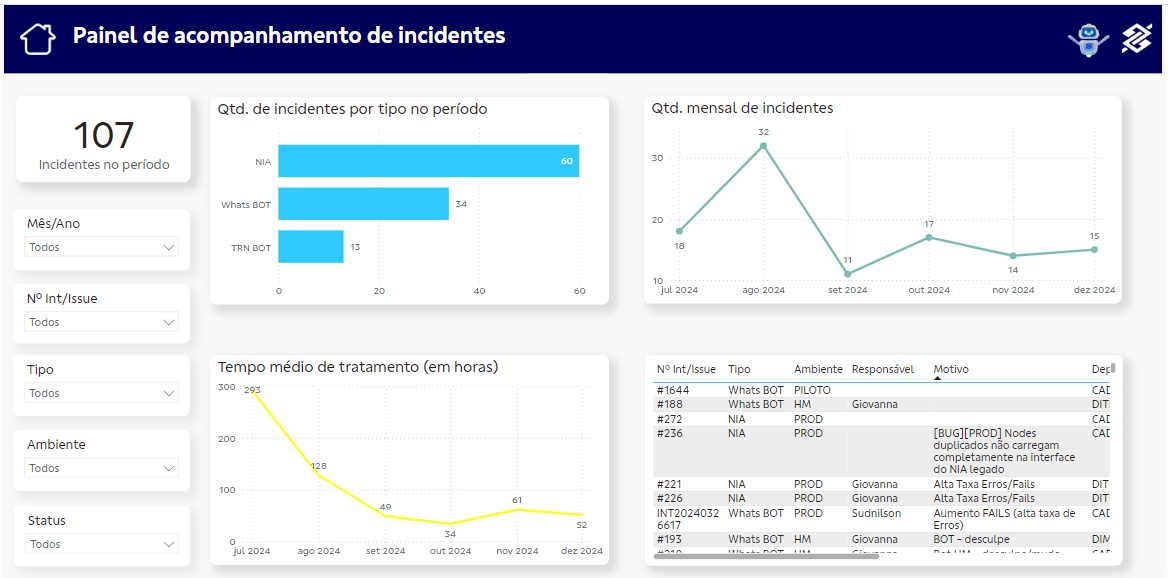 Painel de acompanhamento de incidentes
107
Incidentes no período
Mês/Ano
Todos
Nº Int/Issue
Todos
Tipo
Todos
Ambiente
Todos
Status
Todos
Qtd. de incidentes por tipo no período
NIA 60
Whats BOT 34
TRN BOT 13
0 20 40 60
Qtd. mensal de incidentes
30
20
10
18 32 11 17 14 15
jul 2024 ago 2024 set 2024 out 2024 nov 2024 dez 2024
Tempo médio de tratamento (em horas)
300
200
100
0
293 128 49 34 61 52
jul 2024 ago 2024 set 2024 out 2024 nov 2024 dez 2024
Nº Int/Issue Tipo Ambiente Responsável Motivo Dep
#1644 Whats BOT PILOTO CAD
#188 Whats BOT HM Giovanna DIT
#272 NIA PROD CAD
#236 NIA PROD [BUG][PROD] Nodes CAD
duplicados não carregam
completamente na interface
do NIA legado
#221 NIA PROD Giovanna Alta Taxa Erros/Fails DIT
#226 NIA PROD Giovanna Alta Taxa Erros/Fails DIT
INT2024032 Whats BOT PROD Sudnilson Aumento FAILS (alta taxa de CAD
6617 Erros)
#193 Whats BOT HM Giovanna BOT - desculpe DIM